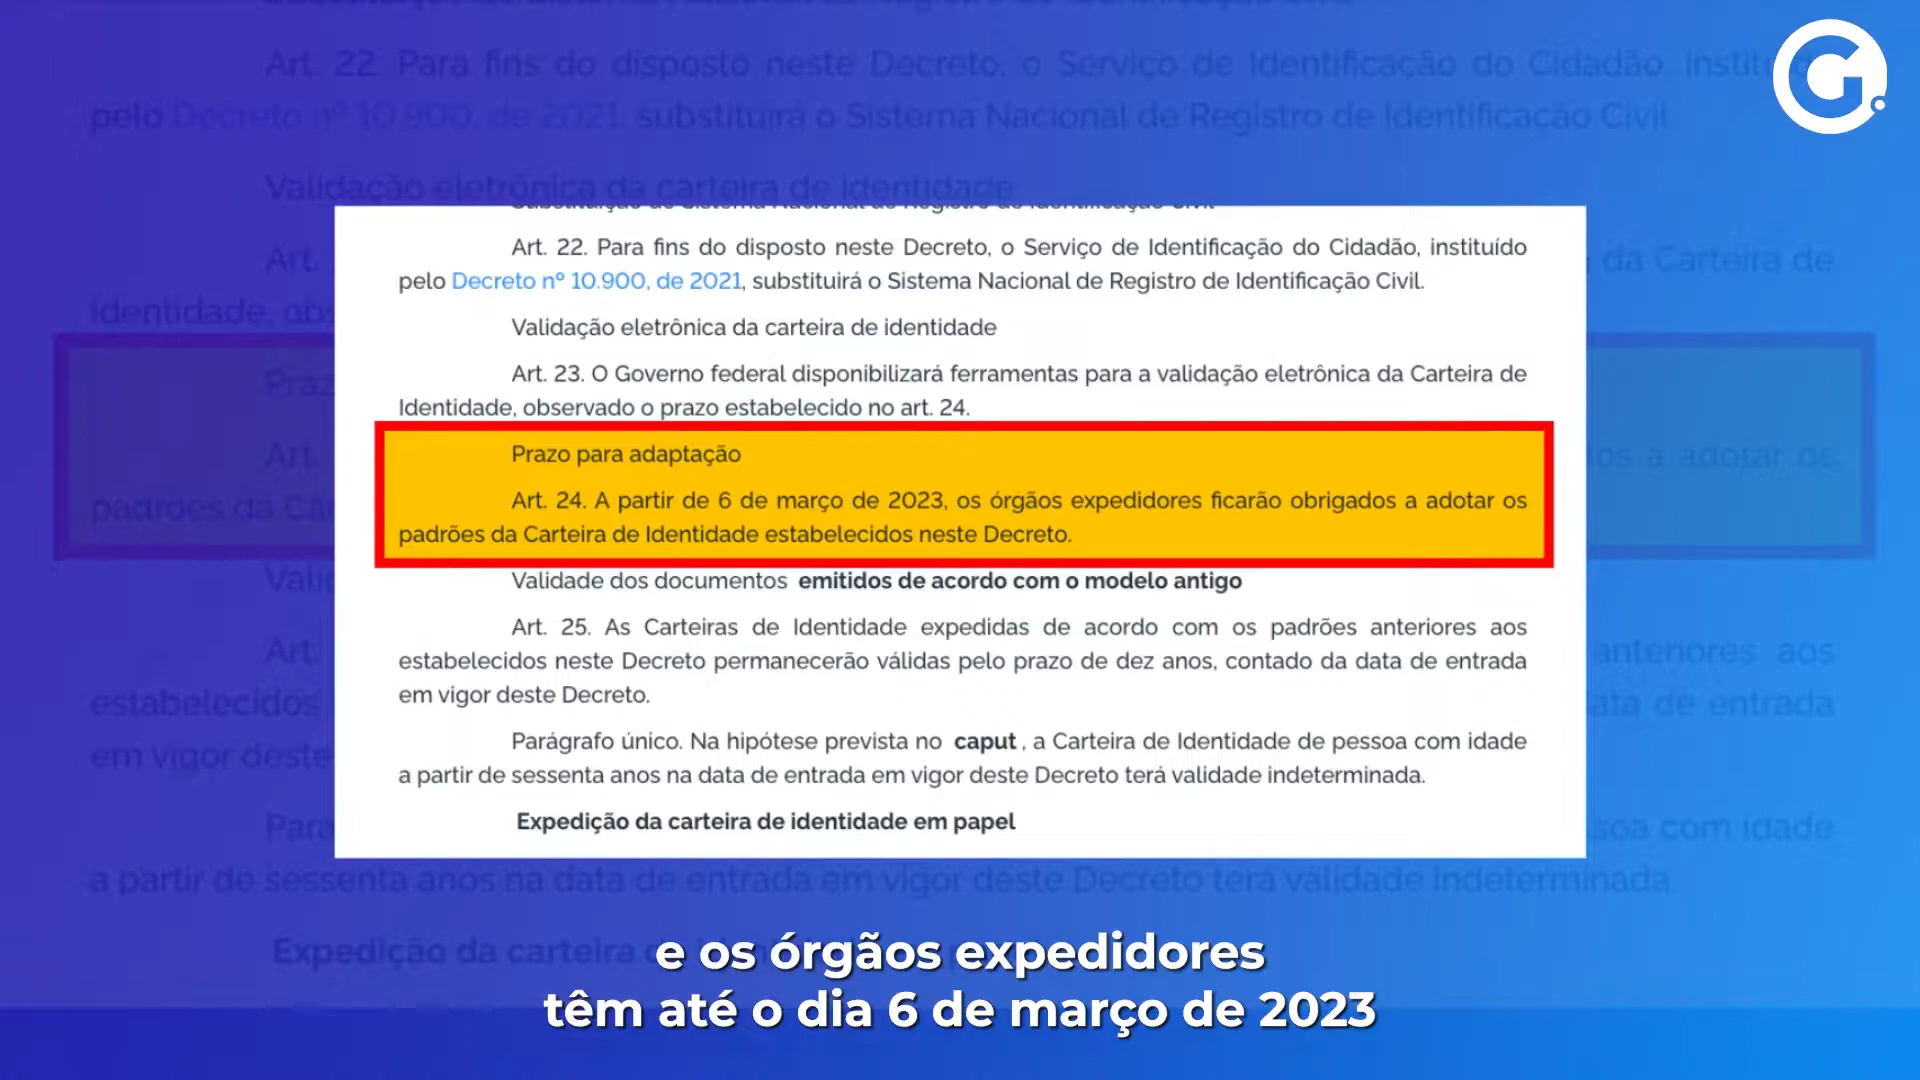 Art. 22. Para fins do disposto neste Decreto, o Serviço de Identificação do Cidadão, instituído
pelo Decreto nº 10.900, de 2021, substituirá o Sistema Nacional de Registro de Identificação Civil.
Validação eletrônica da carteira de identidade
Art. 23. O Governo federal disponibilizará ferramentas para a validação eletrônica da Carteira de
Identidade, observado o prazo estabelecido no art. 24.
Prazo para adaptação
Art. 24. A partir de 6 de março de 2023, os órgãos expedidores ficarão obrigados a adotar os
padrões da Carteira de Identidade estabelecidos neste Decreto.
Validade dos documentos emitidos de acordo com o modelo antigo
Art. 25. As Carteiras de Identidade expedidas de acordo com os padrões anteriores aos
estabelecidos neste Decreto permanecerão válidas pelo prazo de dez anos, contado da data de entrada
em vigor deste Decreto.
Parágrafo único. Na hipótese prevista no caput, a Carteira de Identidade de pessoa com idade
a partir de sessenta anos na data de entrada em vigor deste Decreto terá validade indeterminada.
Expedição da carteira de identidade em papel
e os órgãos expedidores
têm até o dia 6 de março de 2023